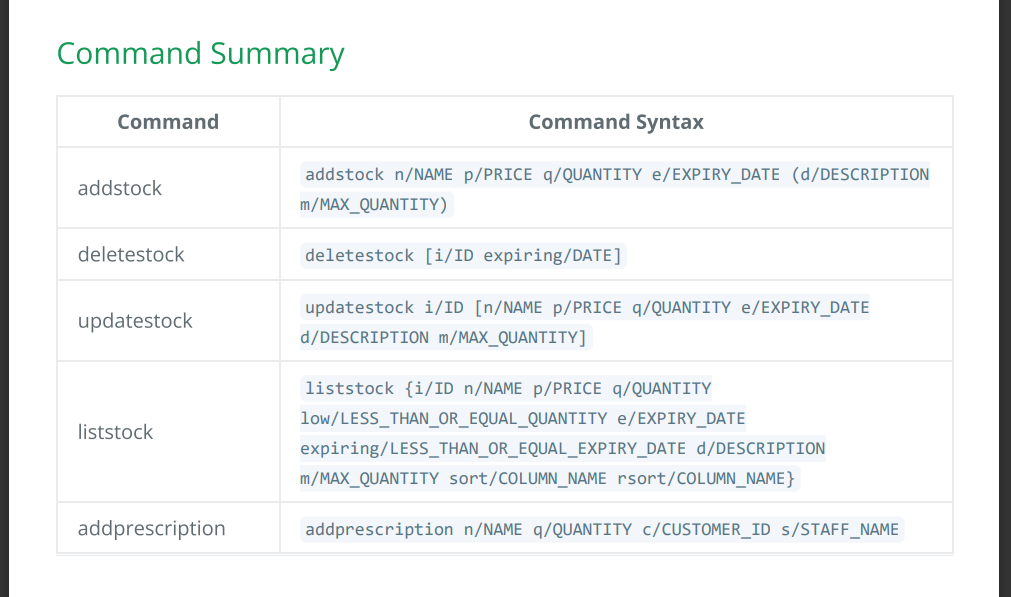 Command Summary
Command Command Syntax
addstock
addstock n/NAME p/PRICE q/QUANTITY e/EXPIRY_DATE (d/DESCRIPTION
m/MAX_QUANTITY)
deletestock
deletestock [i/ID expiring/DATE]
updatestock
updatestock i/ID [n/NAME p/PRICE q/QUANTITY e/EXPIRY_DATE
d/DESCRIPTION m/MAX_QUANTITY]
liststock
liststock {i/ID n/NAME p/PRICE q/QUANTITY
low/LESS_THAN_OR_EQUAL_QUANTITY e/EXPIRY_DATE
expiring/LESS_THAN_OR_EQUAL_EXPIRY_DATE d/DESCRIPTION
m/MAX_QUANTITY sort/COLUMN_NAME rsort/COLUMN_NAME}
addprescription
addprescription n/NAME q/QUANTITY c/CUSTOMER_ID s/STAFF_NAME